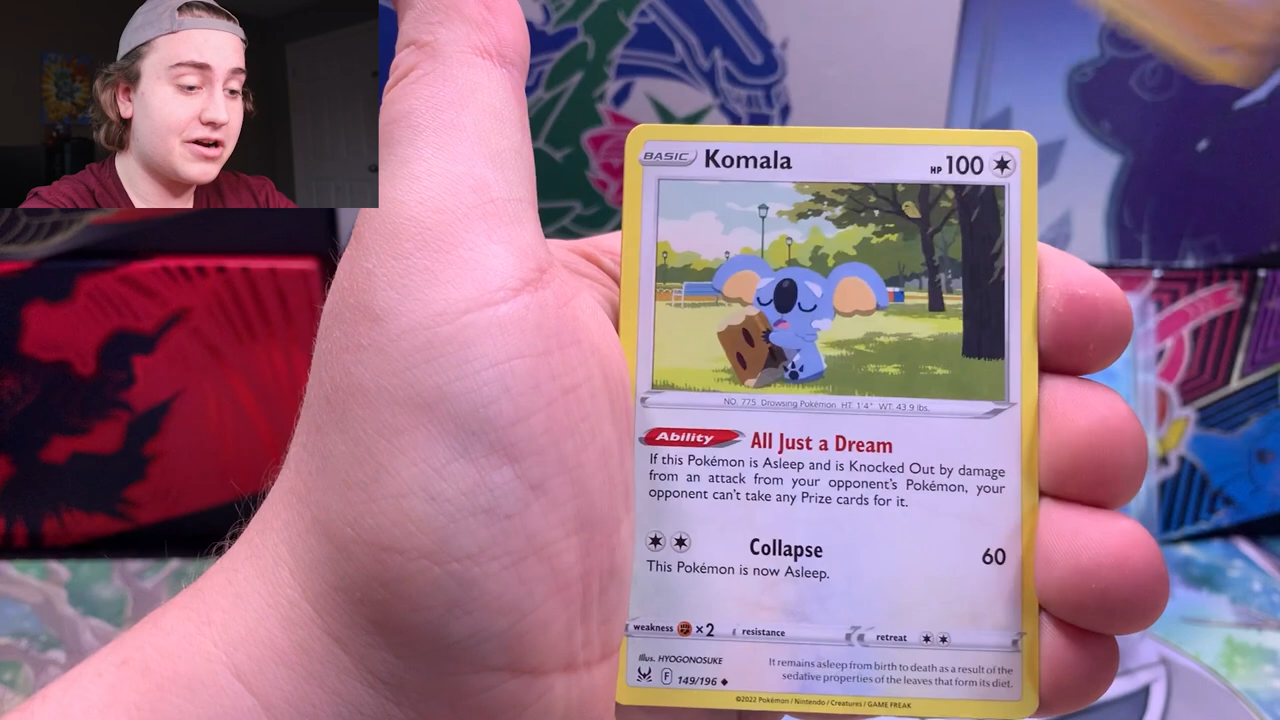 BASIC Komala HP 100
NO. 775 Drowsing Pokémon HT: 1'4" WT: 43.9 lbs.
Ability All Just a Dream
If this Pokémon is Asleep and is Knocked Out by damage
from an attack from your opponent's Pokémon, your
opponent can't take any Prize cards for it.
Collapse 60
This Pokémon is now Asleep.
weakness ×2 resistance retreat
Illus. HYOGONOSUKE
It remains asleep from birth to death as a result of the
sedative properties of the leaves that form its diet.
F 149/196
©2022 Pokémon / Nintendo / Creatures / GAME FREAK